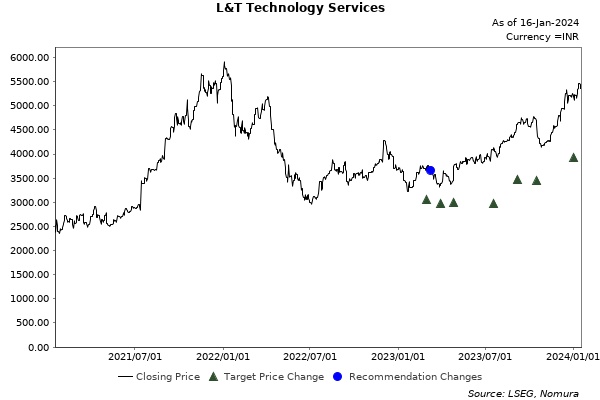 L&T Technology Services
As of 16-Jan-2024
Currency =INR
6000.00
5500.00
5000.00
4500.00
4000.00
3500.00
3000.00
2500.00
2000.00
1500.00
1000.00
500.00
0.00
2021/07/01 2022/01/01 2022/07/01 2023/01/01 2023/07/01 2024/01/01
Closing Price Target Price Change Recommendation Changes
Source: LSEG, Nomura